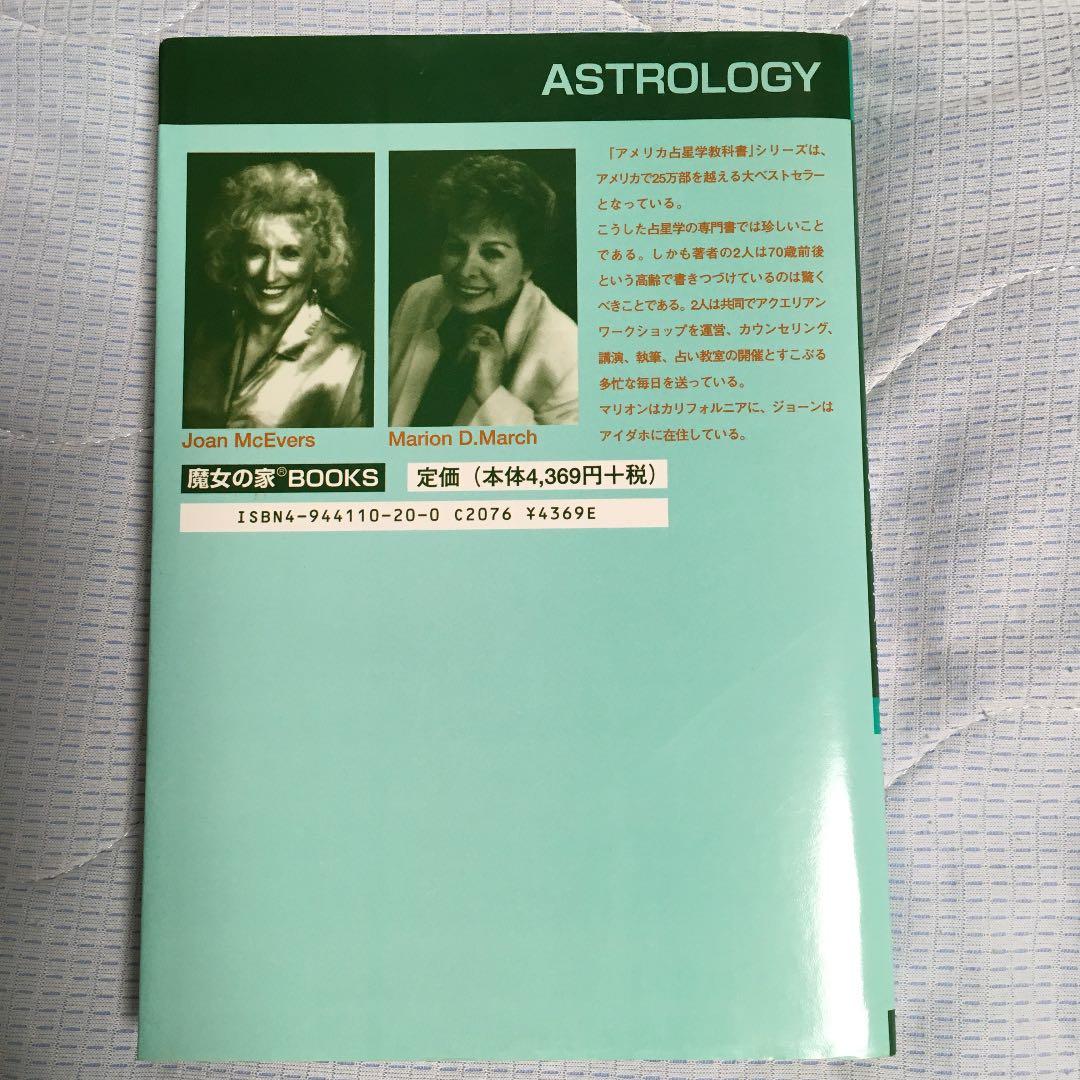 ASTROLOGY
「アメリカ占星学教科書」シリーズは、
アメリカで25万部を越える大ベストセラー
となっている。
こうした占星学の専門書では珍しいこと
である。しかも著者の2人は70歳前後
という高齢で書きつづけているのは驚く
べきことである。2人は共同でアクエリアン
ワークショップを運営、カウンセリング、
講演、執筆、占い教室の開催とすこぶる
多忙な毎日を送っている。
マリオンはカリフォルニアに、ジョーンは
アイダホに在住している。
Joan McEvers
Marion D.March
魔女の家®BOOKS
定価（本体4,369円＋税）
ISBN4-944110-20-0 C2076 ¥4369E